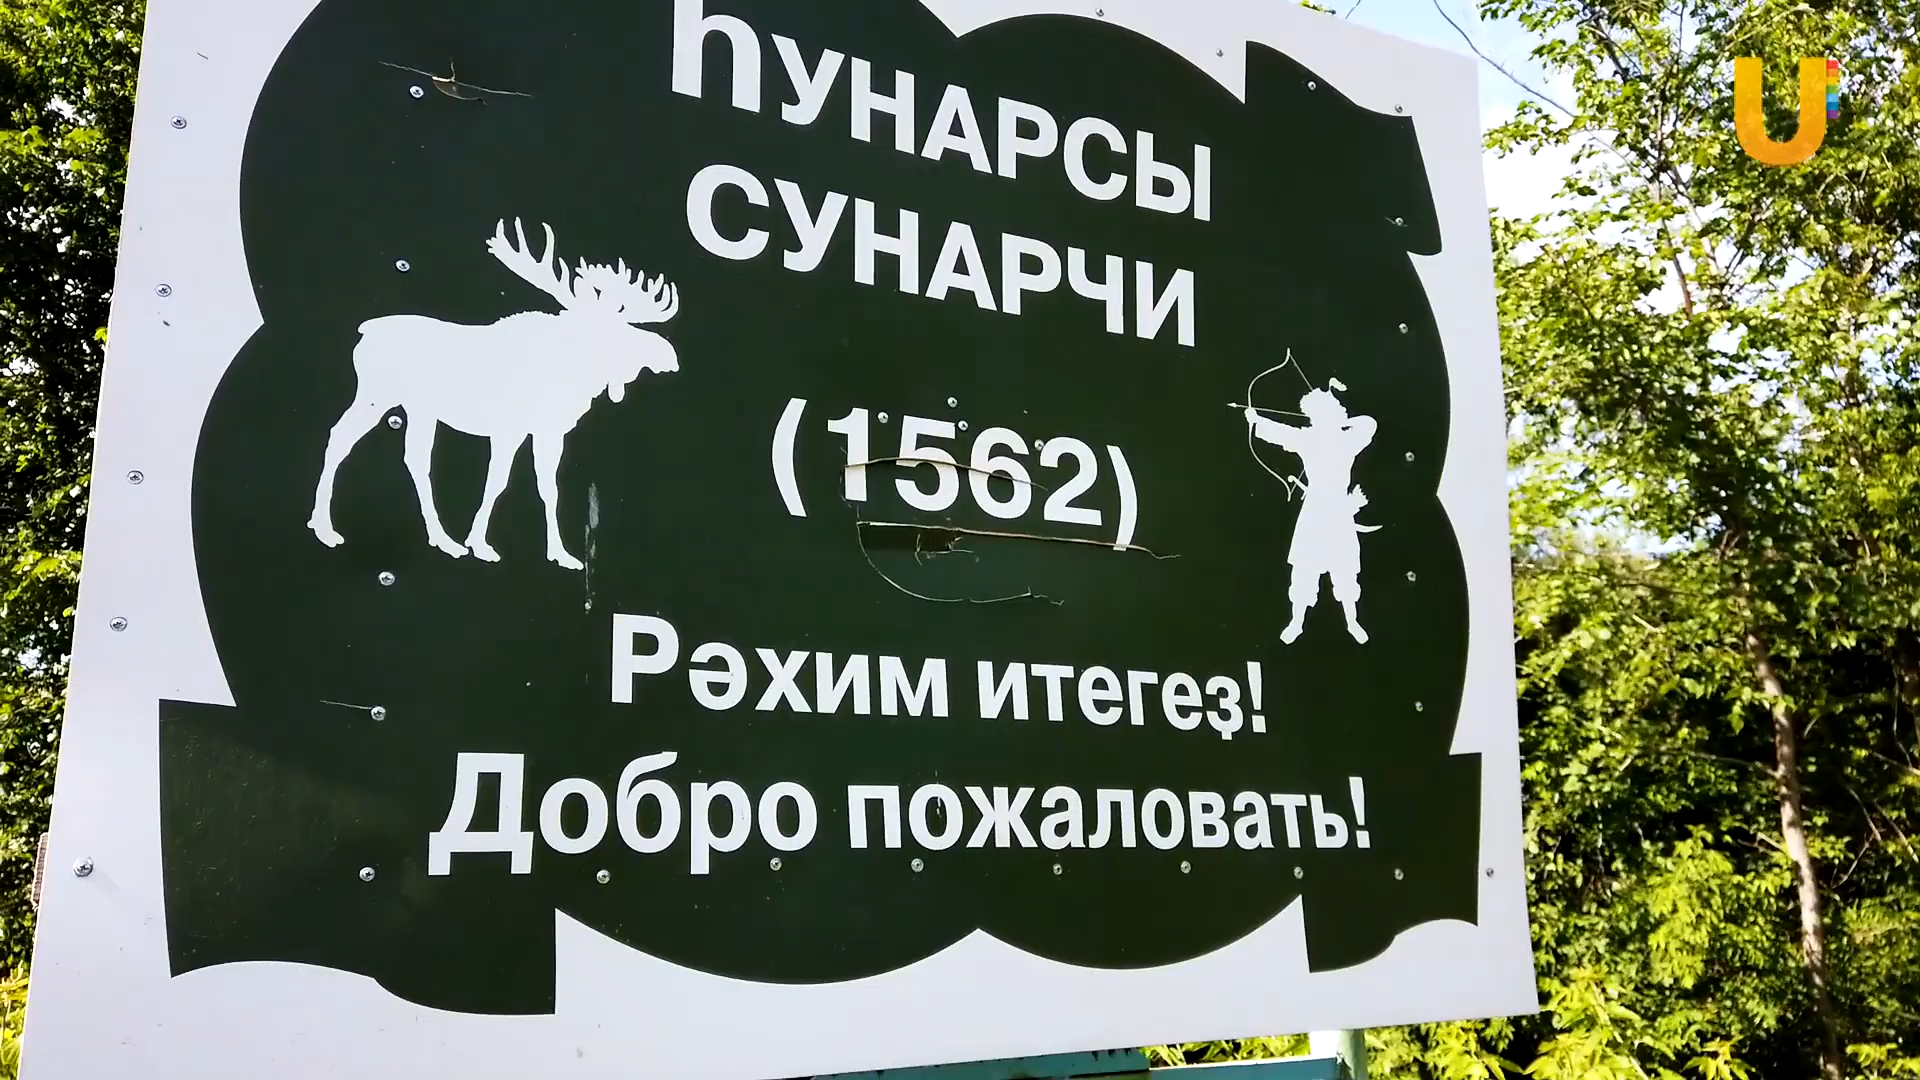 ҺУНАРСЫ
СУНАРЧИ
(1562)
Рәхим итегеҙ!
Добро пожаловать!
U